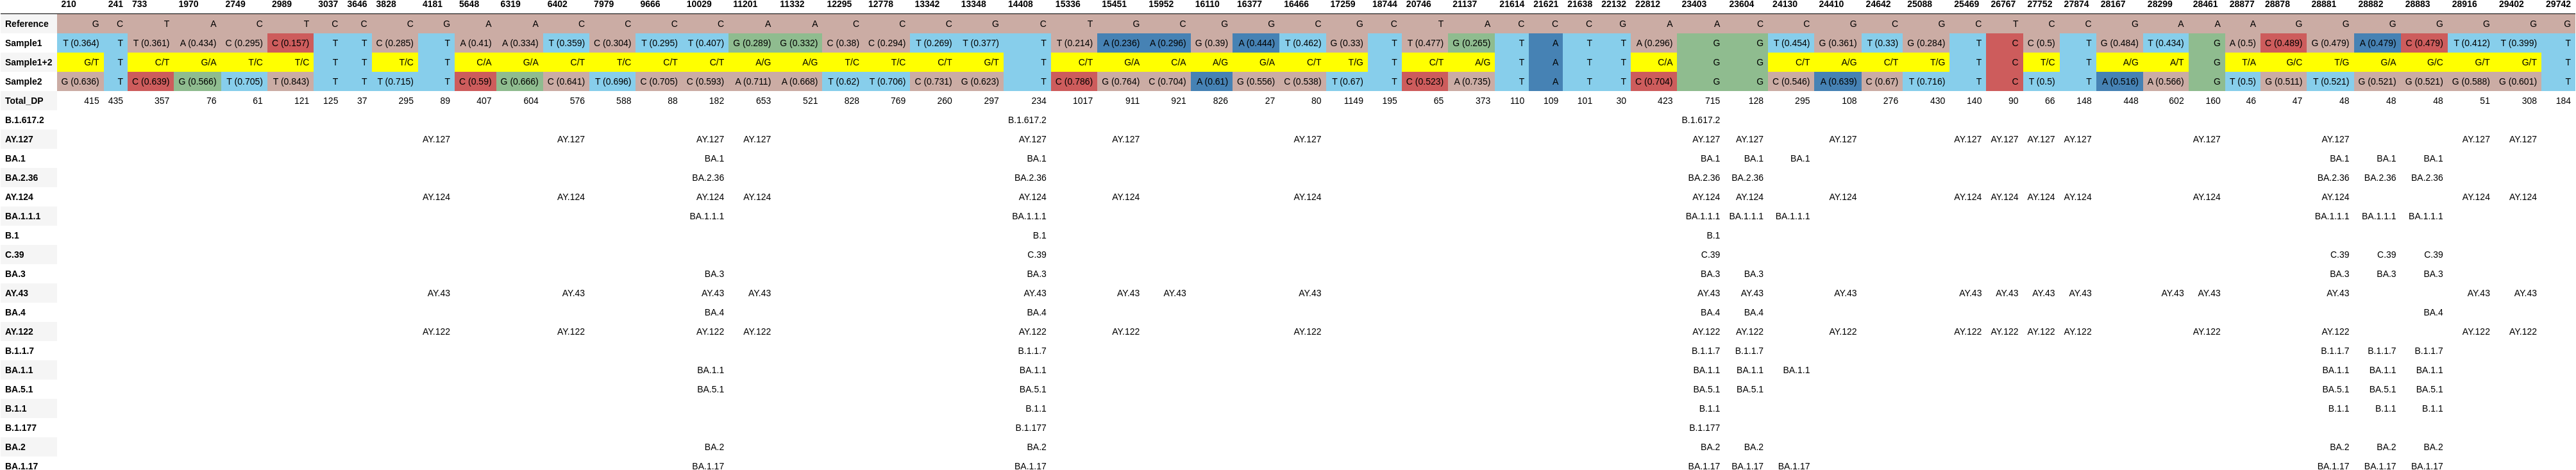 210 241 733 1970 2749 2989 3037 3646 3828 4181 5648 6319 6402 7979 9666 10029 11201 11332 12295 12778 13342 13348 14408 15336 15451 15952 16110 16377 16466 17259 18744 20746 21137 21614 21621 21638 22132 22812 23403 23604 24130 24410 24642 25088 25469 26767 27752 27874 28167 28299 28461 28877 28878 28881 28882 28883 28916 29402 29742
Reference G C T A C T C C C G A A C C C C A A C C C G C T G C G G C G C T A C C C G A A C C G C G C T C C G A A A G G G G G G G
Sample1 T (0.364) T T (0.361) A (0.434) C (0.295) C (0.157) T T C (0.285) T A (0.41) A (0.334) T (0.359) C (0.304) T (0.295) T (0.407) G (0.289) G (0.332) C (0.38) C (0.294) T (0.269) T (0.377) T T (0.214) A (0.236) A (0.296) G (0.39) A (0.444) T (0.462) G (0.33) T T (0.477) G (0.265) T A T T A (0.296) G G T (0.454) G (0.361) T (0.33) G (0.284) T C C (0.5) T G (0.484) T (0.434) G A (0.5) C (0.489) G (0.479) A (0.479) C (0.479) T (0.412) T (0.399) T
Sample1+2 G/T T C/T G/A T/C T/C T T T/C T C/A G/A C/T T/C C/T C/T A/G A/G T/C T/C C/T G/T T C/T G/A C/A A/G G/A C/T T/G T C/T A/G T A T T C/A G G C/T A/G C/T T/G T C T/C T A/G A/T G T/A G/C T/G G/A G/C G/T G/T T
Sample2 G (0.636) T C (0.639) G (0.566) T (0.705) T (0.843) T T T (0.715) T C (0.59) G (0.666) C (0.641) T (0.696) C (0.705) C (0.593) A (0.711) A (0.668) T (0.62) T (0.706) C (0.731) G (0.623) T C (0.786) G (0.764) C (0.704) A (0.61) G (0.556) C (0.538) T (0.67) T C (0.523) A (0.735) T A T T C (0.704) G G C (0.546) A (0.639) C (0.67) T (0.716) T C T (0.5) T A (0.516) A (0.566) G T (0.5) G (0.511) T (0.521) G (0.521) G (0.521) G (0.588) G (0.601) T
Total_DP 415 435 357 76 61 121 125 37 295 89 407 604 576 588 88 182 653 521 828 769 260 297 234 1017 911 921 826 27 80 1149 195 65 373 110 109 101 30 423 715 128 295 108 276 430 140 90 66 148 448 602 160 46 47 48 48 48 51 308 184
B.1.617.2 B.1.617.2 B.1.617.2
AY.127 AY.127 AY.127 AY.127 AY.127 AY.127 AY.127 AY.127 AY.127 AY.127 AY.127 AY.127 AY.127 AY.127 AY.127 AY.127 AY.127 AY.127 AY.127
BA.1 BA.1 BA.1 BA.1 BA.1 BA.1 BA.1 BA.1 BA.1
BA.2.36 BA.2.36 BA.2.36 BA.2.36 BA.2.36 BA.2.36 BA.2.36 BA.2.36
AY.124 AY.124 AY.124 AY.124 AY.124 AY.124 AY.124 AY.124 AY.124 AY.124 AY.124 AY.124 AY.124 AY.124 AY.124 AY.124 AY.124 AY.124 AY.124
BA.1.1.1 BA.1.1.1 BA.1.1.1 BA.1.1.1 BA.1.1.1 BA.1.1.1 BA.1.1.1 BA.1.1.1 BA.1.1.1
B.1 B.1 B.1
C.39 C.39 C.39 C.39 C.39 C.39
BA.3 BA.3 BA.3 BA.3 BA.3 BA.3 BA.3 BA.3
AY.43 AY.43 AY.43 AY.43 AY.43 AY.43 AY.43 AY.43 AY.43 AY.43 AY.43 AY.43 AY.43 AY.43 AY.43 AY.43 AY.43 AY.43 AY.43 AY.43 AY.43
BA.4 BA.4 BA.4 BA.4 BA.4 BA.4
AY.122 AY.122 AY.122 AY.122 AY.122 AY.122 AY.122 AY.122 AY.122 AY.122 AY.122 AY.122 AY.122 AY.122 AY.122 AY.122 AY.122 AY.122 AY.122
B.1.1.7 B.1.1.7 B.1.1.7 B.1.1.7 B.1.1.7 B.1.1.7 B.1.1.7
BA.1.1 BA.1.1 BA.1.1 BA.1.1 BA.1.1 BA.1.1 BA.1.1 BA.1.1 BA.1.1
BA.5.1 BA.5.1 BA.5.1 BA.5.1 BA.5.1 BA.5.1 BA.5.1 BA.5.1
B.1.1 B.1.1 B.1.1 B.1.1 B.1.1 B.1.1
B.1.177 B.1.177 B.1.177
BA.2 BA.2 BA.2 BA.2 BA.2 BA.2 BA.2 BA.2
BA.1.17 BA.1.17 BA.1.17 BA.1.17 BA.1.17 BA.1.17 BA.1.17 BA.1.17 BA.1.17